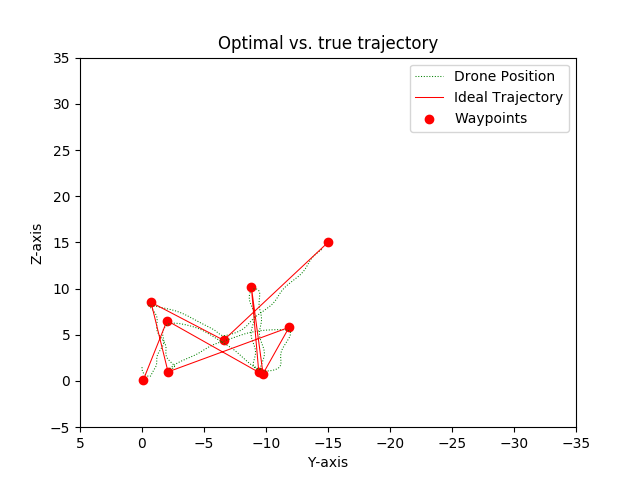 Optimal vs. true trajectory
Drone Position
Ideal Trajectory
Waypoints
35
30
25
20
15
10
5
0
−5
Z-axis
5 0 −5 −10 −15 −20 −25 −30 −35
Y-axis